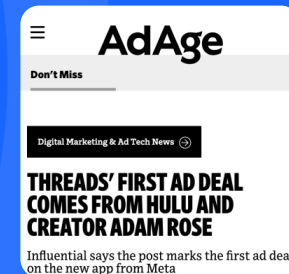 AdAge
Don't Miss
Digital Marketing & Ad Tech News
THREADS' FIRST AD DEAL
COMES FROM HULU AND
CREATOR ADAM ROSE
Influential says the post marks the first ad dea
on the new app from Meta